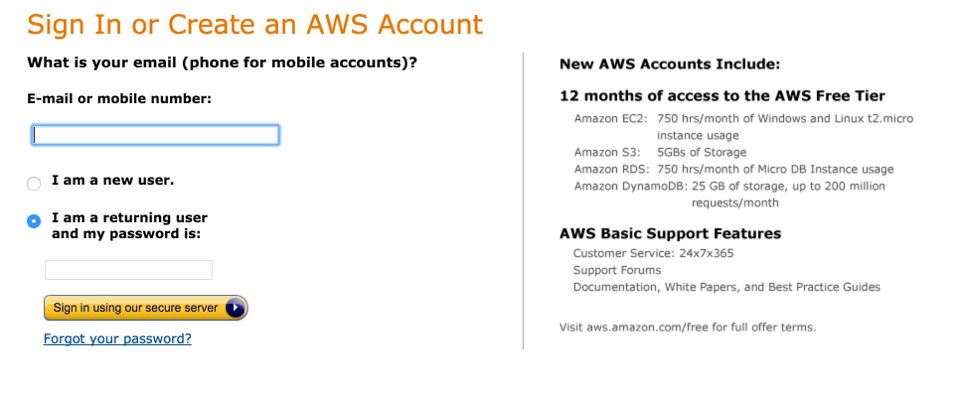 Sign In or Create an AWS Account
What is your email (phone for mobile accounts)?
E-mail or mobile number:
I am a new user.
I am a returning user
and my password is:
Sign in using our secure server
Forgot your password?
New AWS Accounts Include:
12 months of access to the AWS Free Tier
Amazon EC2: 750 hrs/month of Windows and Linux t2.micro
instance usage
Amazon S3: 5GBs of Storage
Amazon RDS: 750 hrs/month of Micro DB Instance usage
Amazon DynamoDB: 25 GB of storage, up to 200 million
requests/month
AWS Basic Support Features
Customer Service: 24x7x365
Support Forums
Documentation, White Papers, and Best Practice Guides
Visit aws.amazon.com/free for full offer terms.